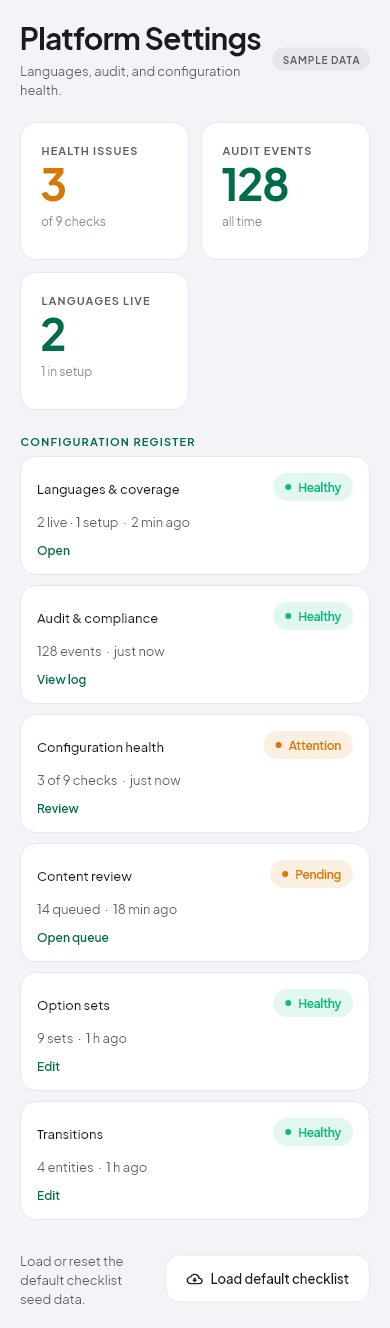 Platform Settings
Languages, audit, and configuration
health.
SAMPLE DATA
HEALTH ISSUES
3
of 9 checks
AUDIT EVENTS
128
all time
LANGUAGES LIVE
2
1 in setup
CONFIGURATION REGISTER
Languages & coverage
Healthy
2 live · 1 setup · 2 min ago
Open
Audit & compliance
Healthy
128 events · just now
View log
Configuration health
Attention
3 of 9 checks · just now
Review
Content review
Pending
14 queued · 18 min ago
Open queue
Option sets
Healthy
9 sets · 1 h ago
Edit
Transitions
Healthy
4 entities · 1 h ago
Edit
Load or reset the
default checklist
seed data.
Load default checklist